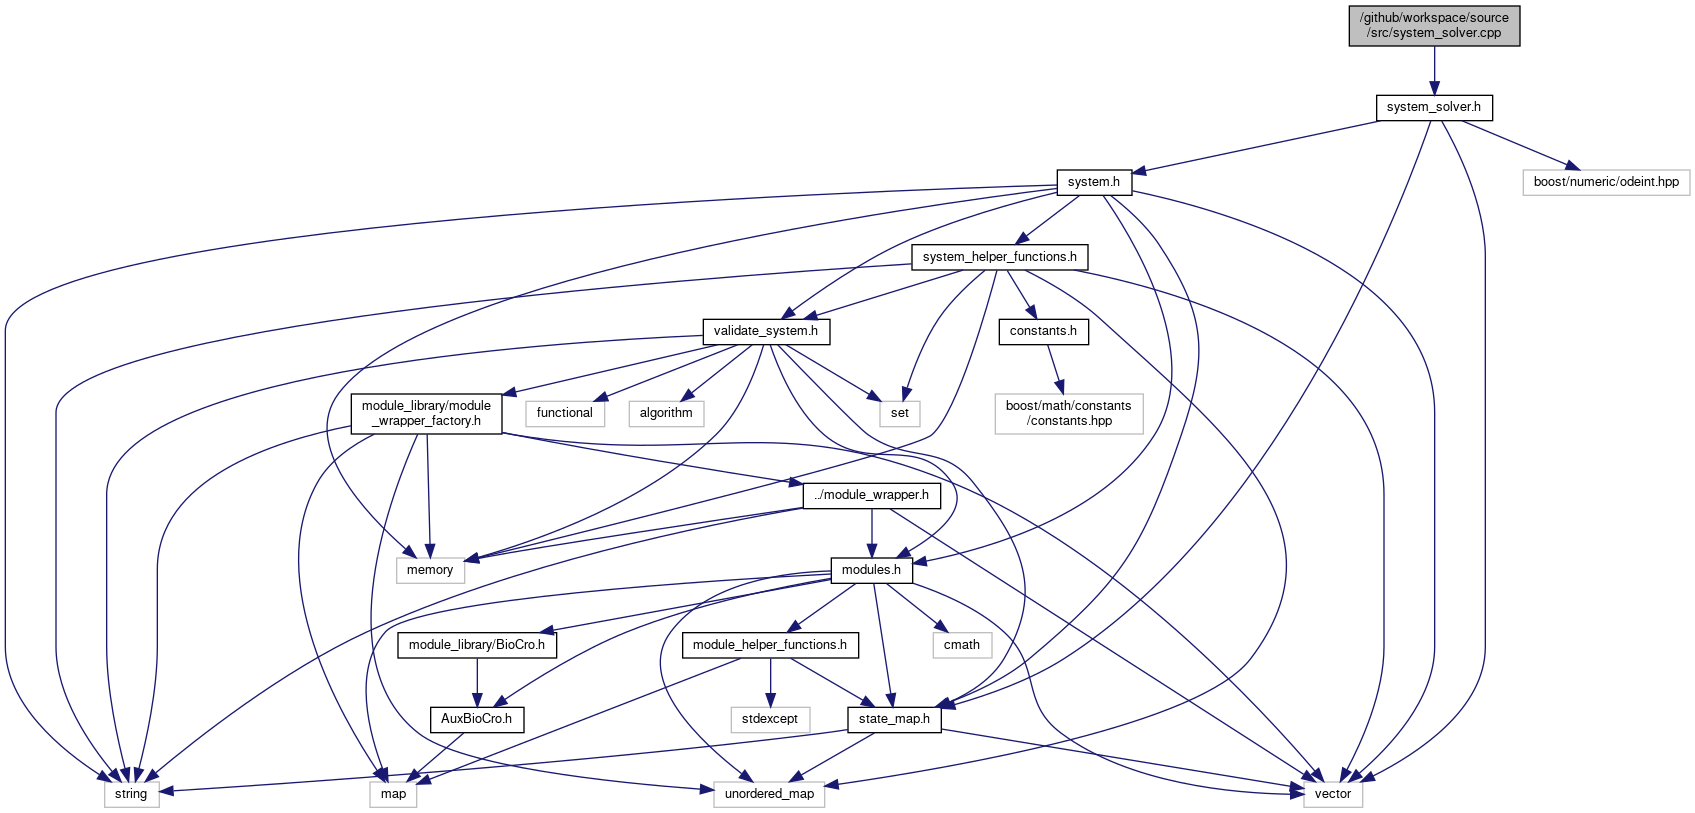 /github/workspace/source
/src/system_solver.cpp
system_solver.h
system.h
boost/numeric/odeint.hpp
system_helper_functions.h
validate_system.h
constants.h
module_library/module
_wrapper_factory.h
functional
algorithm
set
boost/math/constants
/constants.hpp
../module_wrapper.h
memory
modules.h
module_library/BioCro.h
module_helper_functions.h
cmath
AuxBioCro.h
stdexcept
state_map.h
string
map
unordered_map
vector